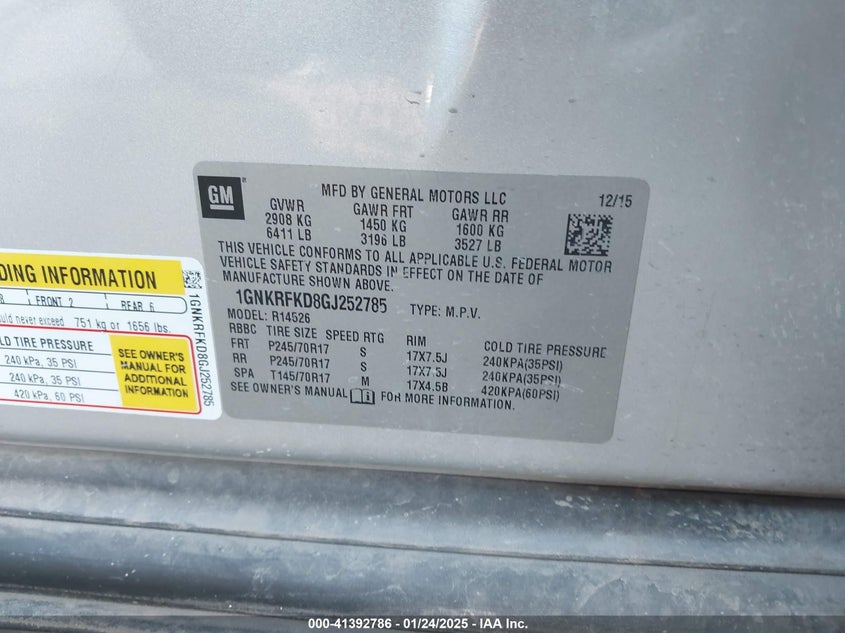 GM
MFD BY GENERAL MOTORS LLC
12/15
GVWR GAWR FRT GAWR RR
2908 KG 1450 KG 1600 KG
6411 LB 3196 LB 3527 LB
THIS VEHICLE CONFORMS TO ALL APPLICABLE U.S. FEDERAL MOTOR
VEHICLE SAFETY STANDARDS IN EFFECT ON THE DATE OF
MANUFACTURE SHOWN ABOVE.
1GNKRFKD8GJ252785 TYPE: M.P.V.
MODEL: R14526
RBBC TIRE SIZE SPEED RTG RIM COLD TIRE PRESSURE
FRT P245/70R17 S 17X7.5J 240KPA(35PSI)
RR P245/70R17 S 17X7.5J 240KPA(35PSI)
SPA T145/70R17 M 17X4.5B 420KPA(60PSI)
SEE OWNER'S MANUAL FOR MORE INFORMATION.
DING INFORMATION
S FRONT 2 REAR 6
ould never exceed 751 kg or 1656 lbs.
LD TIRE PRESSURE
240 kPa, 35 PSI
240 kPa, 35 PSI
420 kPa, 60 PSI
SEE OWNER'S
MANUAL FOR
ADDITIONAL
INFORMATION
1GNKRFKD8GJ252785
000-41392786 - 01/24/2025 - IAA Inc.